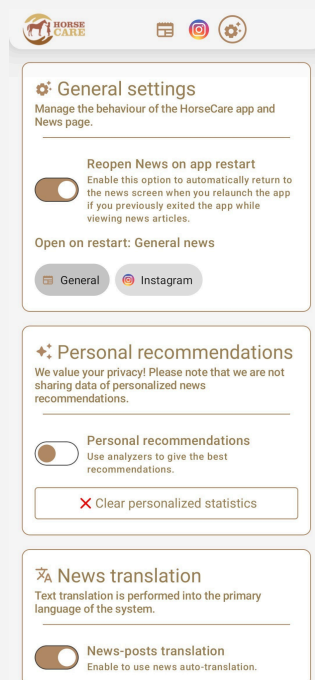 HORSE
CARE
General settings
Manage the behaviour of the HorseCare app and
News page.
Reopen News on app restart
Enable this option to automatically return to
the news screen when you relaunch the app
if you previously exited the app while
viewing news articles.
Open on restart: General news
General
Instagram
Personal recommendations
We value your privacy! Please note that we are not
sharing data of personalized news
recommendations.
Personal recommendations
Use analyzers to give the best
recommendations.
Clear personalized statistics
News translation
Text translation is performed into the primary
language of the system.
News-posts translation
Enable to use news auto-translation.